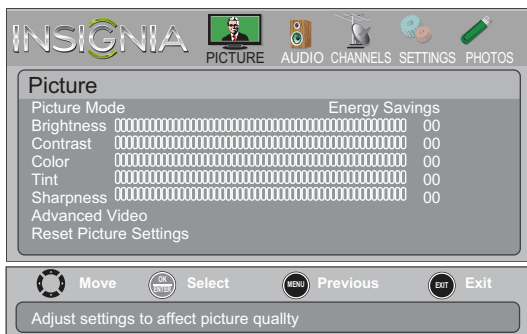 INSIGNIA PICTURE AUDIO CHANNELS SETTINGS PHOTOS
Picture
Picture Mode Energy Savings
Brightness 00
Contrast 00
Color 00
Tint 00
Sharpness 00
Advanced Video
Reset Picture Settings
Move OK ENTER Select MENU Previous EXIT Exit
Adjust settings to affect picture quallty